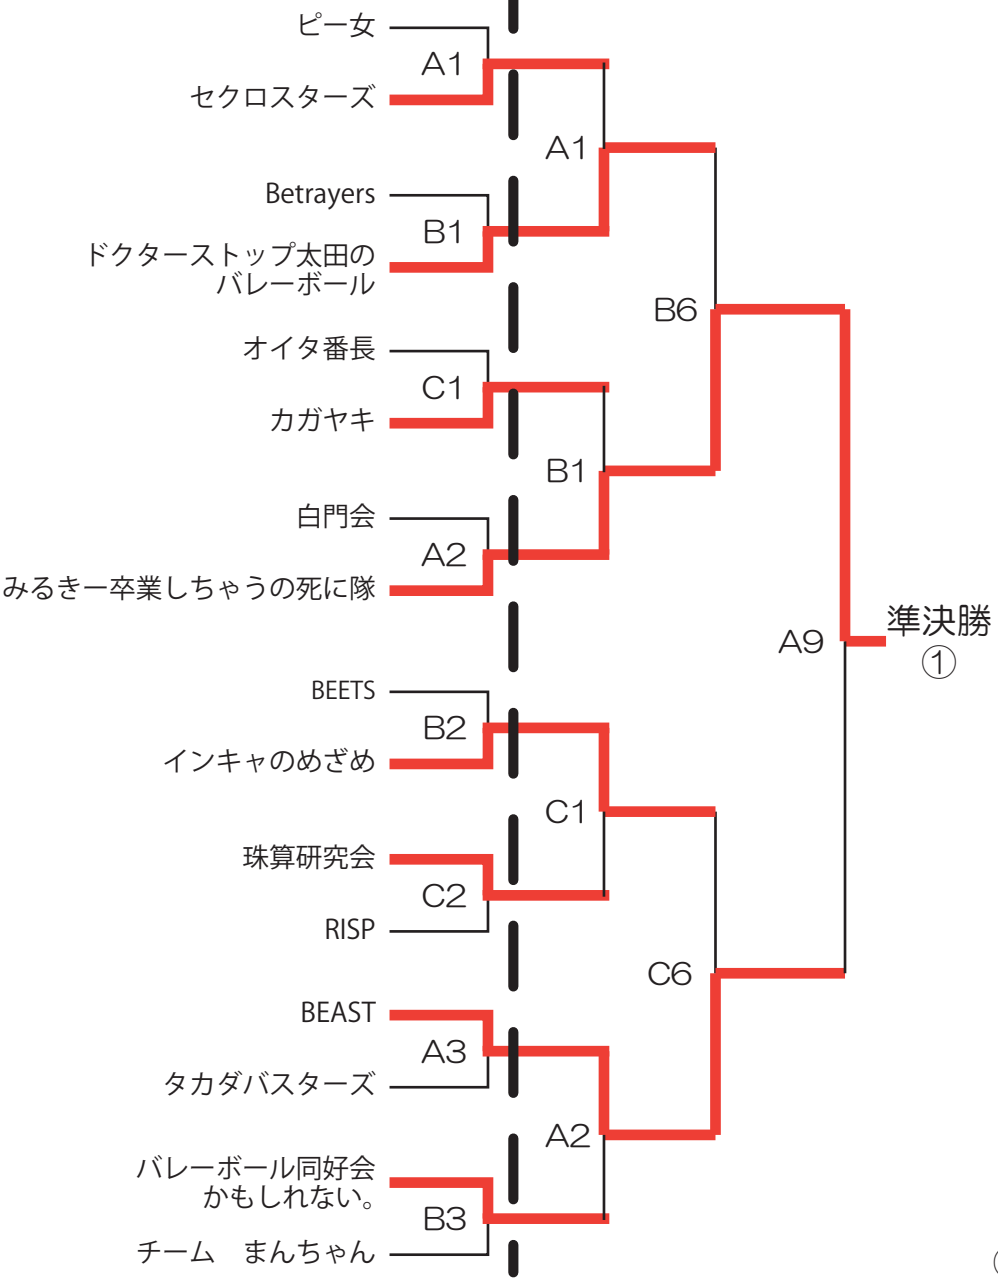 ピー女
A1
セクロスターズ
A1
Betrayers
B1
ドクターストップ太田の
バレーボール
B6
オイタ番長
C1
カガヤキ
B1
白門会
A2
みるきー卒業しちゃうの死に隊
準決勝
①
A9
BEETS
B2
インキャのめざめ
C1
珠算研究会
C2
RISP
C6
BEAST
A3
タカダバスターズ
A2
バレーボール同好会
かもしれない。
B3
チーム　まんちゃん